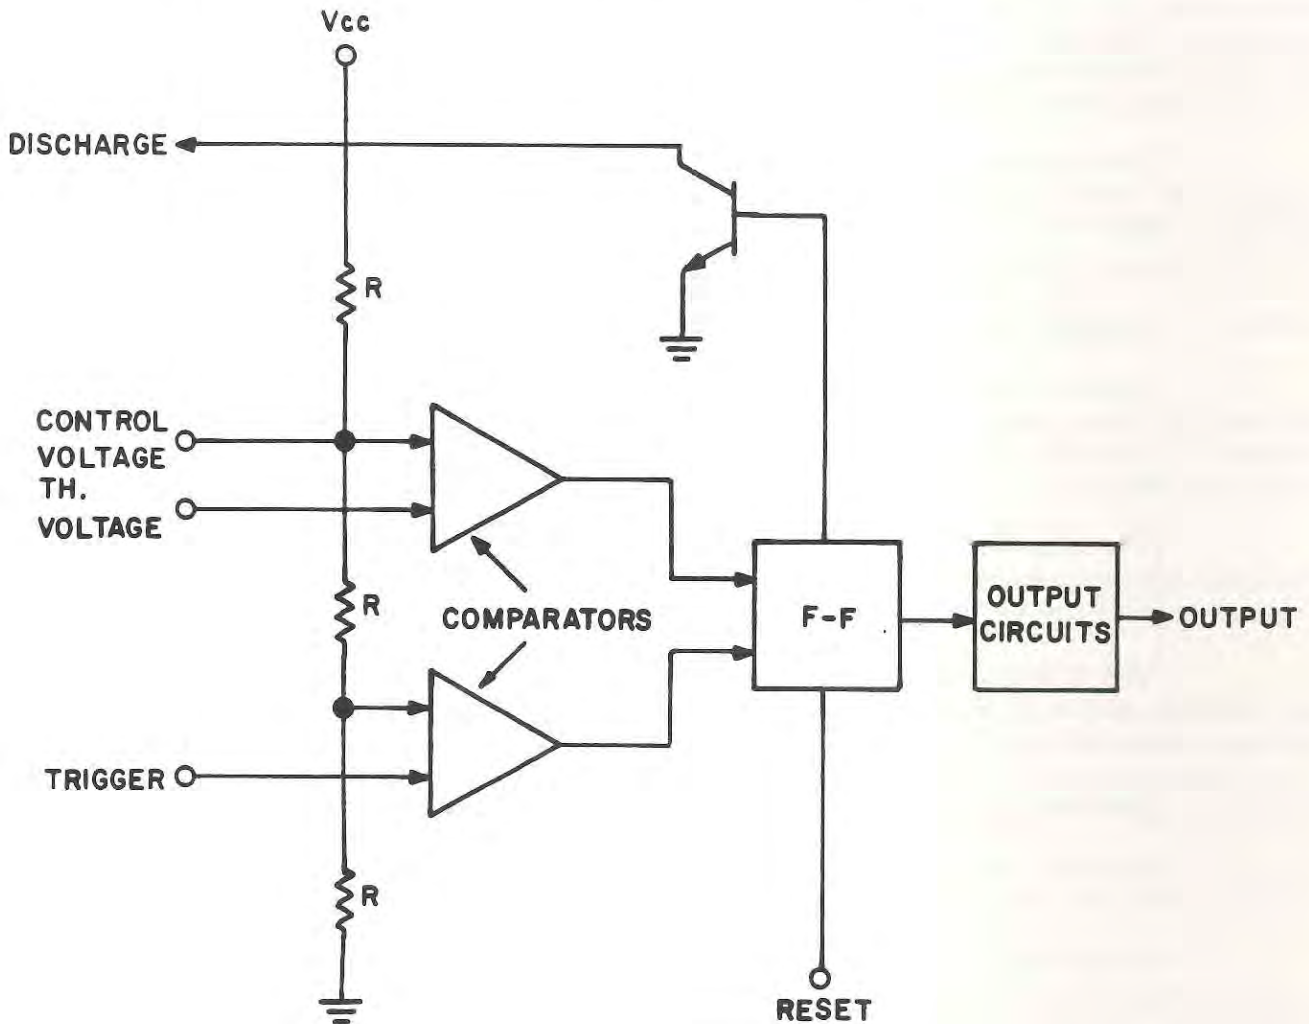 Vcc
DISCHARGE
R
CONTROL
VOLTAGE
TH.
VOLTAGE
R
COMPARATORS
F-F
OUTPUT
CIRCUITS
OUTPUT
TRIGGER
R
RESET